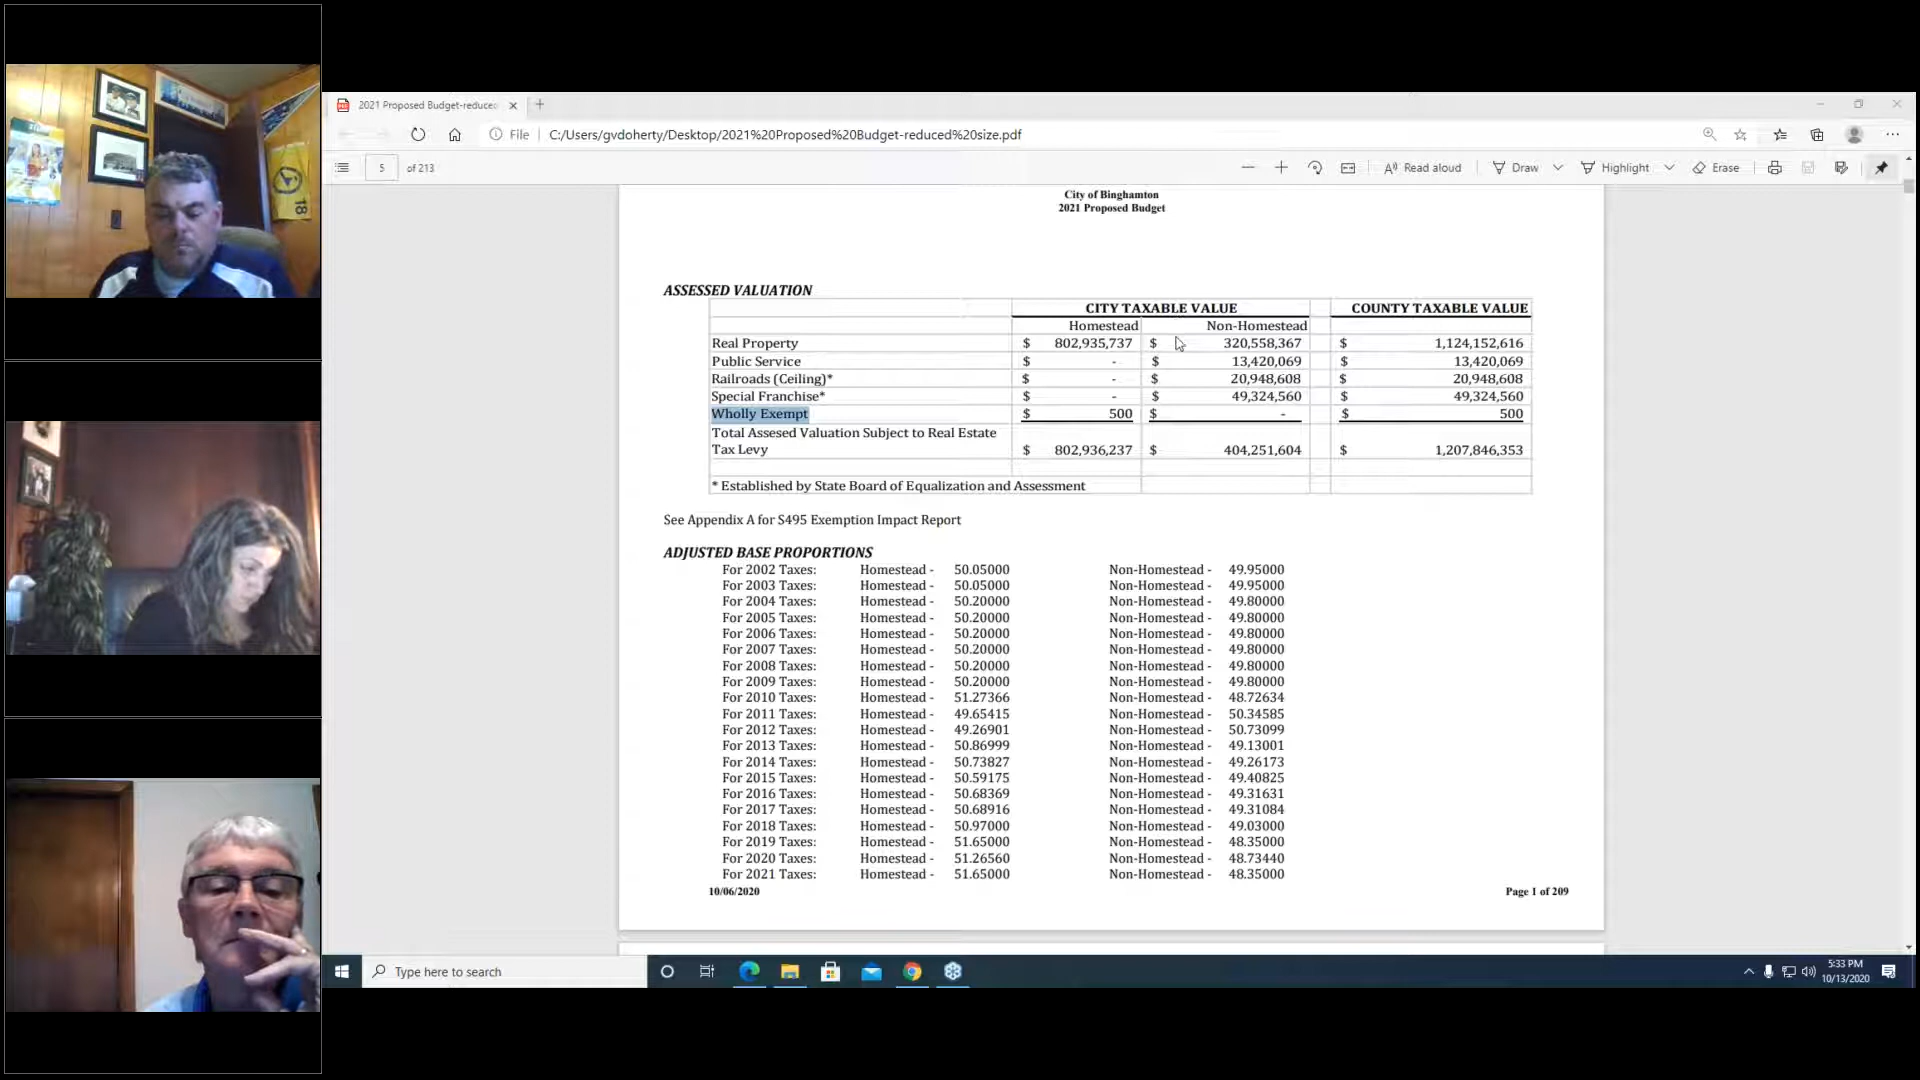 2021 Proposed Budget-reduced
File C:/Users/gvdoherty/Desktop/2021%20Proposed%20Budget-reduced%20size.pdf
5 of 213 Read aloud Draw Highlight Erase
City of Binghamton
2021 Proposed Budget
ASSESSED VALUATION
CITY TAXABLE VALUE COUNTY TAXABLE VALUE
Homestead Non-Homestead
Real Property $ 802,935,737 $ 320,558,367 $ 1,124,152,616
Public Service $ - $ 13,420,069 $ 13,420,069
Railroads (Ceiling)* $ - $ 20,948,608 $ 20,948,608
Special Franchise* $ - $ 49,324,560 $ 49,324,560
Wholly Exempt $ 500 $ - $ 500
Total Assesed Valuation Subject to Real Estate
Tax Levy $ 802,936,237 $ 404,251,604 $ 1,207,846,353
* Established by State Board of Equalization and Assessment
See Appendix A for S495 Exemption Impact Report
ADJUSTED BASE PROPORTIONS
For 2002 Taxes: Homestead - 50.05000 Non-Homestead - 49.95000
For 2003 Taxes: Homestead - 50.05000 Non-Homestead - 49.95000
For 2004 Taxes: Homestead - 50.20000 Non-Homestead - 49.80000
For 2005 Taxes: Homestead - 50.20000 Non-Homestead - 49.80000
For 2006 Taxes: Homestead - 50.20000 Non-Homestead - 49.80000
For 2007 Taxes: Homestead - 50.20000 Non-Homestead - 49.80000
For 2008 Taxes: Homestead - 50.20000 Non-Homestead - 49.80000
For 2009 Taxes: Homestead - 50.20000 Non-Homestead - 49.80000
For 2010 Taxes: Homestead - 51.27366 Non-Homestead - 48.72634
For 2011 Taxes: Homestead - 49.65415 Non-Homestead - 50.34585
For 2012 Taxes: Homestead - 49.26901 Non-Homestead - 50.73099
For 2013 Taxes: Homestead - 50.86999 Non-Homestead - 49.13001
For 2014 Taxes: Homestead - 50.73827 Non-Homestead - 49.26173
For 2015 Taxes: Homestead - 50.59175 Non-Homestead - 49.40825
For 2016 Taxes: Homestead - 50.68369 Non-Homestead - 49.31631
For 2017 Taxes: Homestead - 50.68916 Non-Homestead - 49.31084
For 2018 Taxes: Homestead - 50.97000 Non-Homestead - 49.03000
For 2019 Taxes: Homestead - 51.65000 Non-Homestead - 48.35000
For 2020 Taxes: Homestead - 51.26560 Non-Homestead - 48.73440
For 2021 Taxes: Homestead - 51.65000 Non-Homestead - 48.35000
10/06/2020 Page 1 of 209
Type here to search
5:33 PM
10/13/2020
18